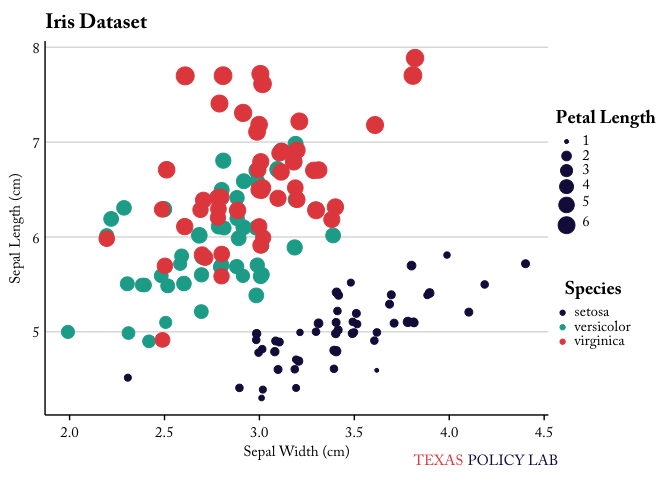 Iris Dataset
8
7
6
5
Sepal Length (cm)
2.0 2.5 3.0 3.5 4.0 4.5
Sepal Width (cm)
Petal Length
1
2
3
4
5
6
Species
setosa
versicolor
virginica
TEXAS POLICY LAB